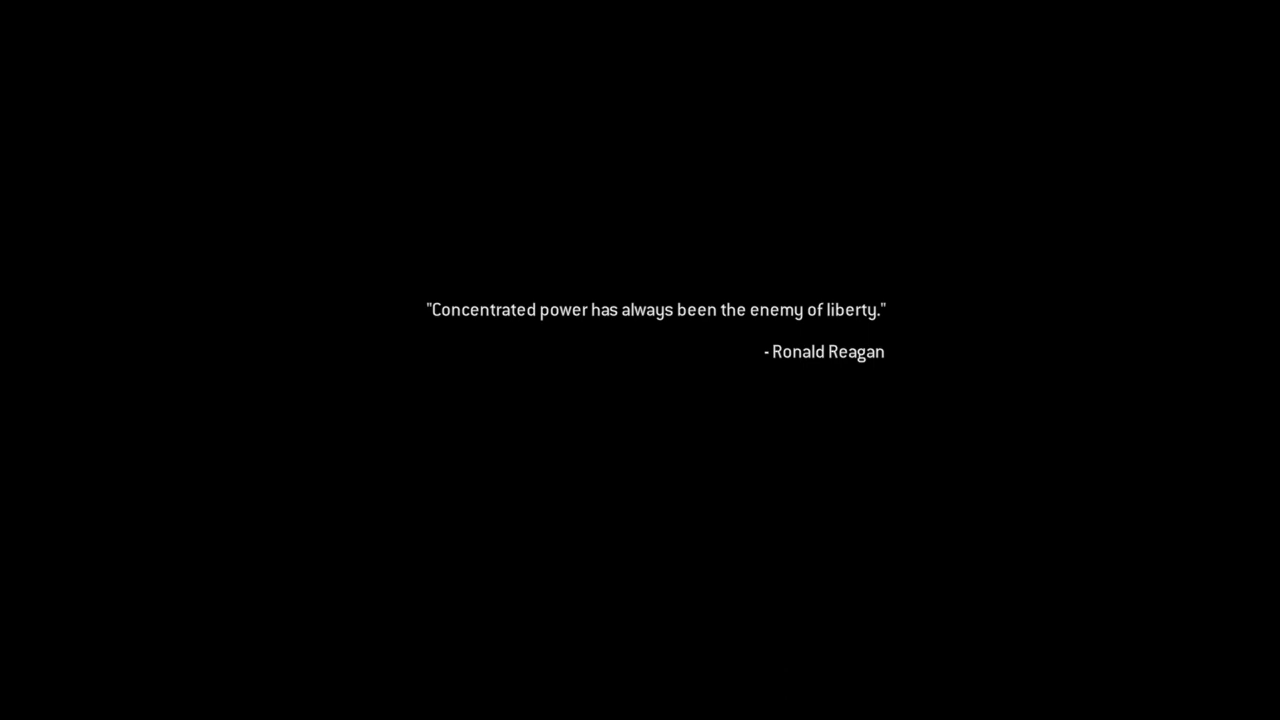 "Concentrated power has always been the enemy of liberty."
- Ronald Reagan